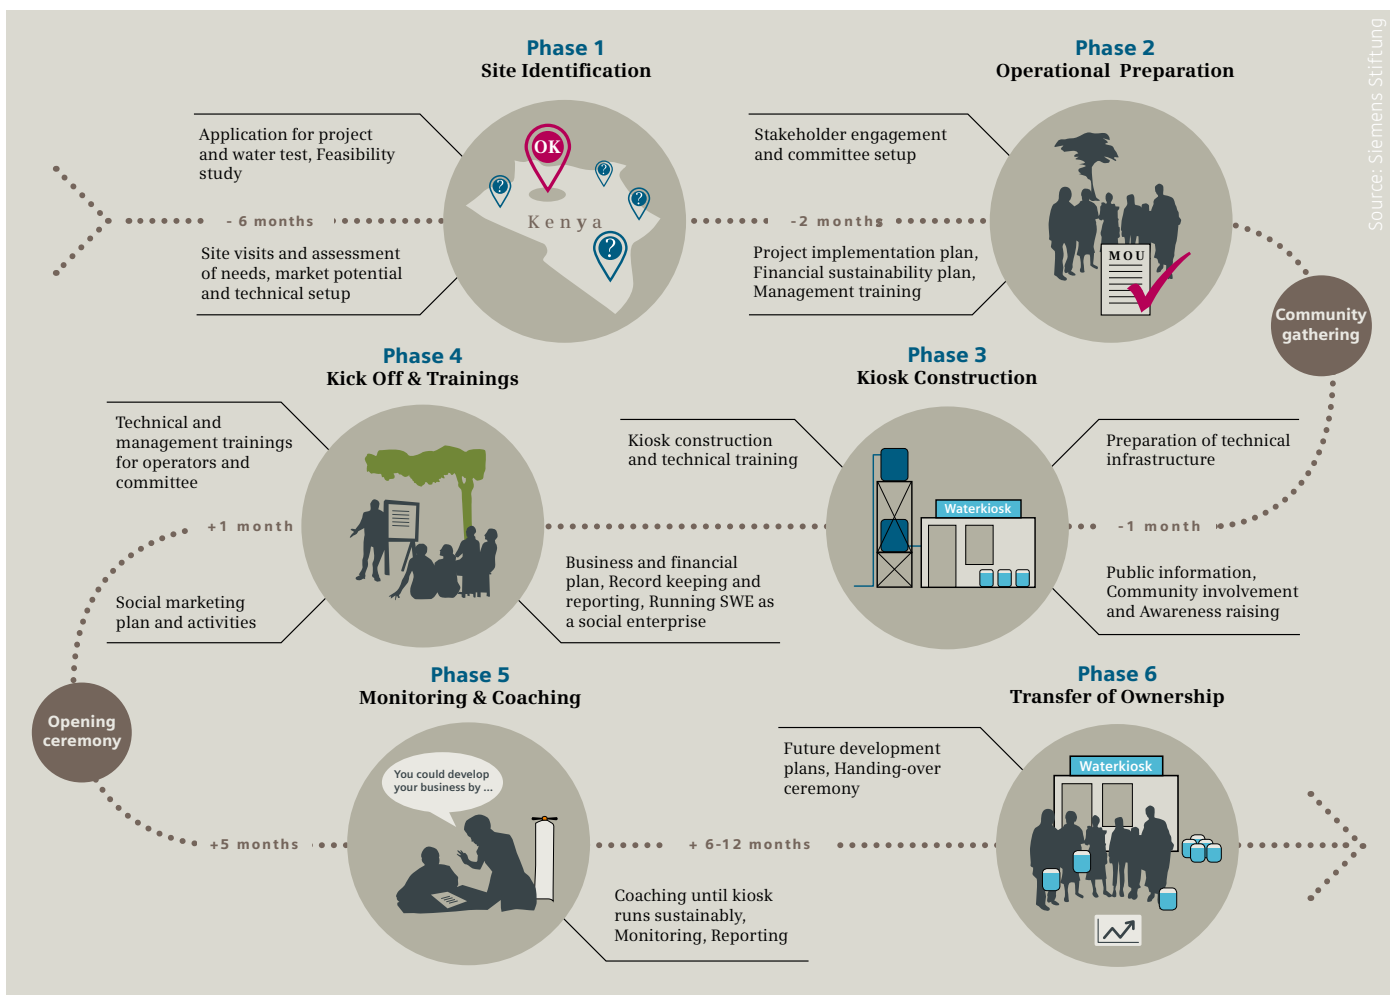 Source: Siemens Stiftung
Phase 1
Site Identification
Application for project
and water test, Feasibility
study
- 6 months
Site visits and assessment
of needs, market potential
and technical setup
OK
?
?
?
Kenya
?
Phase 2
Operational Preparation
Stakeholder engagement
and committee setup
-2 months
Project implementation plan,
Financial sustainability plan,
Management training
MOU
Community
gathering
Phase 3
Kiosk Construction
Preparation of technical
infrastructure
-1 month
Public information,
Community involvement
and Awareness raising
Kiosk construction
and technical training
Waterkiosk
Phase 4
Kick Off & Trainings
Business and financial
plan, Record keeping and
reporting, Running SWE as
a social enterprise
Technical and
management trainings
for operators and
committee
+1 month
Social marketing
plan and activities
Opening
ceremony
+5 months
Phase 5
Monitoring & Coaching
You could develop
your business by ...
Coaching until kiosk
runs sustainably,
Monitoring, Reporting
+ 6-12 months
Phase 6
Transfer of Ownership
Future development
plans, Handing-over
ceremony
Waterkiosk